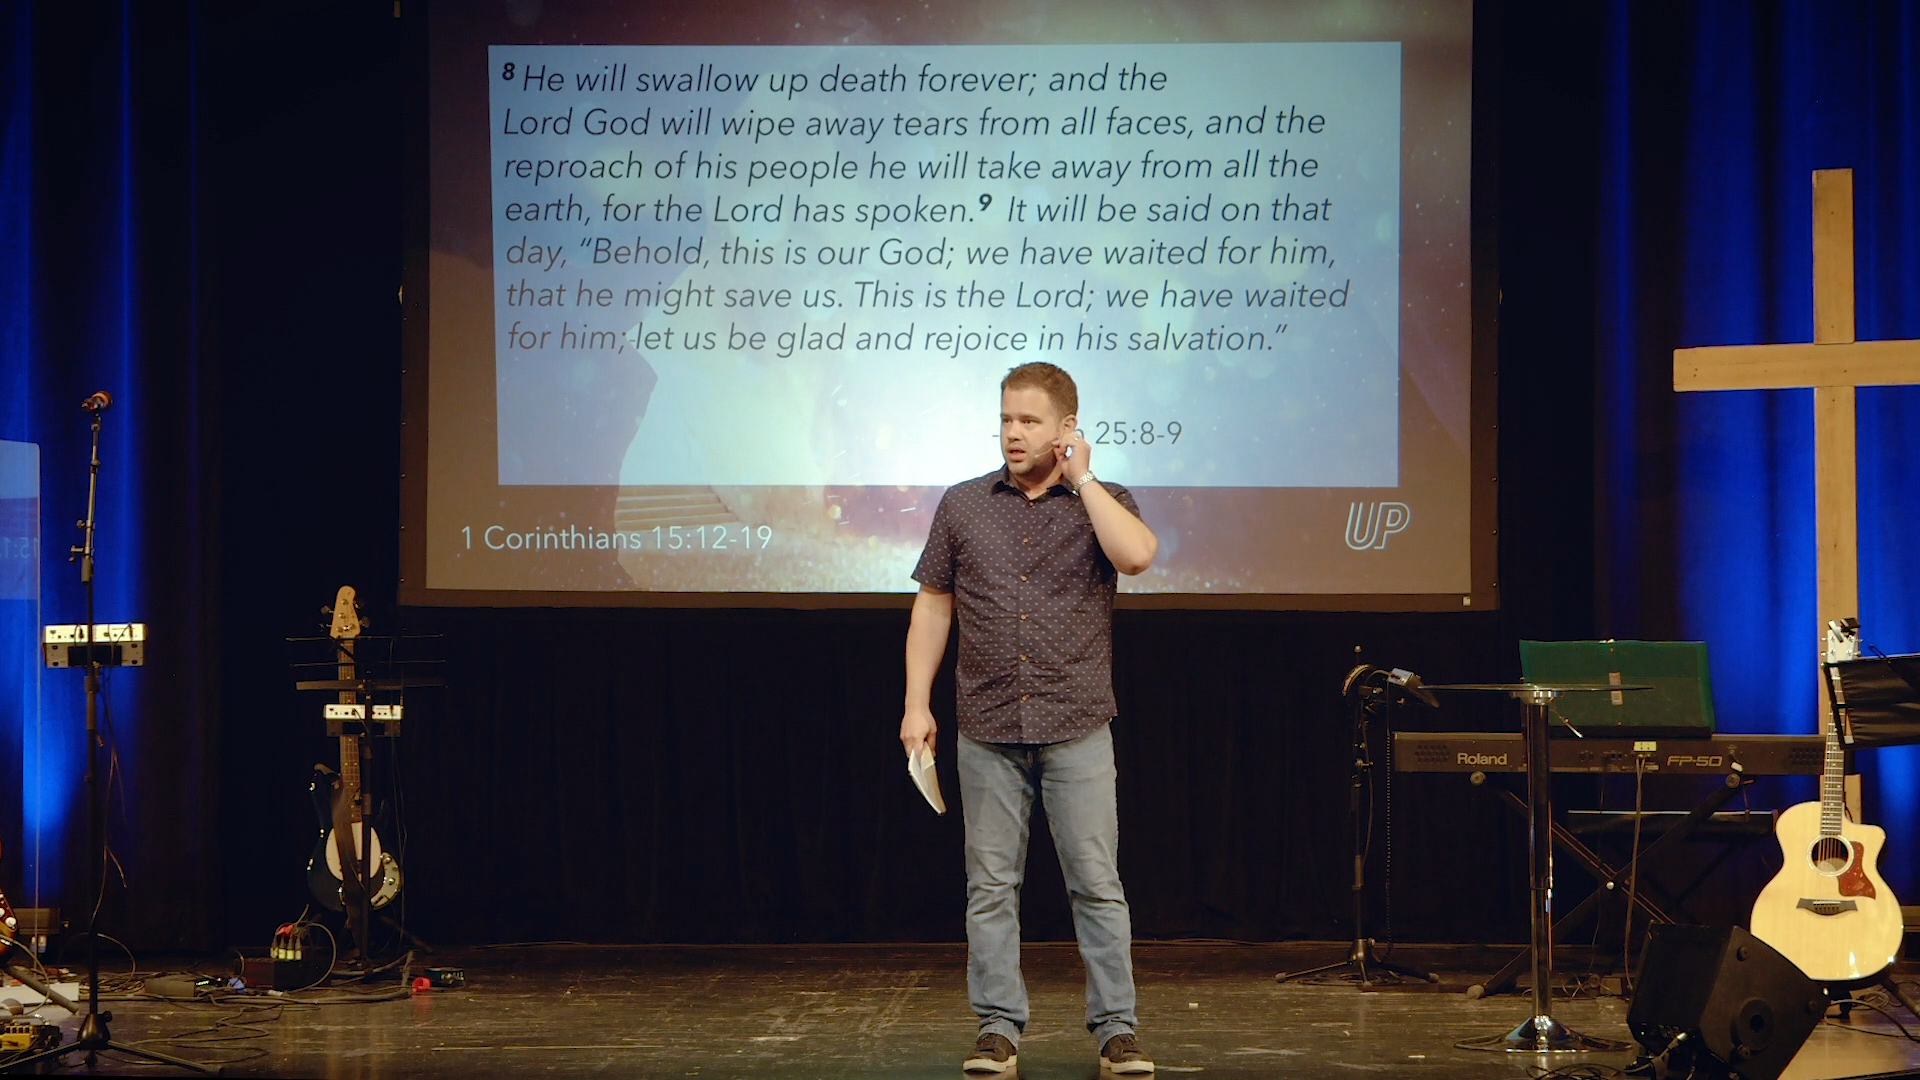 8 He will swallow up death forever; and the
Lord God will wipe away tears from all faces, and the
reproach of his people he will take away from all the
earth, for the Lord has spoken.9 It will be said on that
day, “Behold, this is our God; we have waited for him,
that he might save us. This is the Lord; we have waited
for him; let us be glad and rejoice in his salvation.”
25:8-9
1 Corinthians 15:12-19
UP
Roland
FP-50